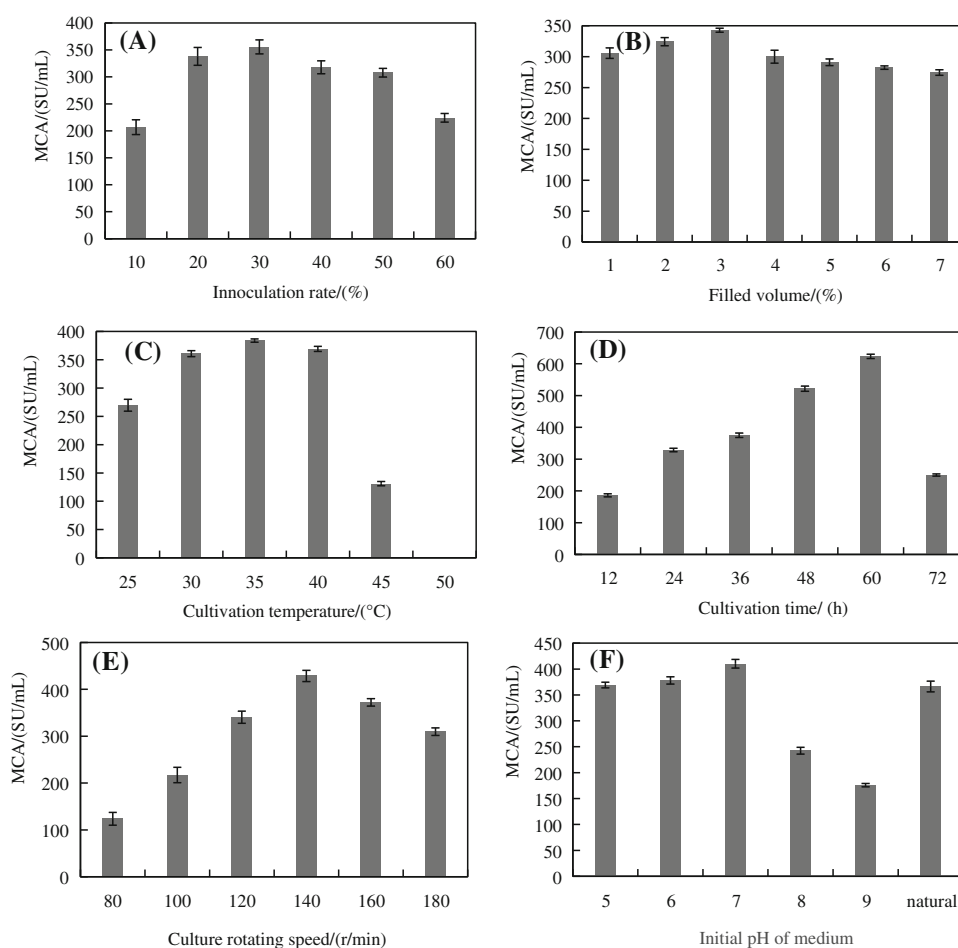 (A)
MCA/(SU/mL)
400
350
300
250
200
150
100
50
0
10 20 30 40 50 60
Innoculation rate/(%)
(B)
MCA/(SU/mL)
350
300
250
200
150
100
50
0
1 2 3 4 5 6 7
Filled volume/(%)
(C)
MCA/(SU/mL)
400
350
300
250
200
150
100
50
0
25 30 35 40 45 50
Cultivation temperature/(°C)
(D)
MCA/(SU/mL)
700
600
500
400
300
200
100
0
12 24 36 48 60 72
Cultivation time/ (h)
(E)
MCA/(SU/mL)
500
400
300
200
100
0
80 100 120 140 160 180
Culture rotating speed/(r/min)
(F)
MCA/(SU/mL)
450
400
350
300
250
200
150
100
50
0
5 6 7 8 9 natural
Initial pH of medium